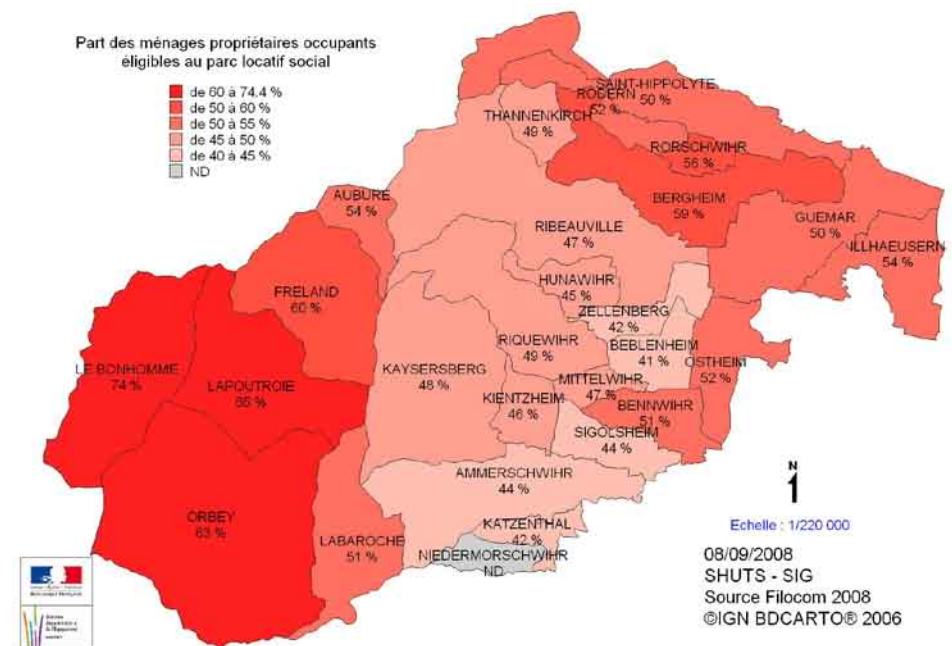 Part des ménages propriétaires occupants
éligibles au parc locatif social
de 60 à 74.4 %
de 50 à 60 %
de 50 à 55 %
de 45 à 50 %
de 40 à 45 %
ND
SAINT-HIPPOLYTE
50 %
RODERN
52 %
THANNENKIRCH
49 %
RORSCHWIHR
56 %
BERGHEIM
59 %
AUBURE
54 %
GUEMAR
50 %
ILLHAEUSERN
54 %
RIBEAUVILLE
47 %
HUNAWIHR
45 %
FRELAND
60 %
ZELLENBERG
42 %
BEBLENHEIM
41 %
RIQUEWIHR
49 %
OSTHEIM
52 %
LE BONHOMME
74 %
LAPOUTROIE
65 %
KAYSERSBERG
48 %
MITTELWIHR
47 %
KIENTZHEIM
46 %
BENNWIHR
51 %
SIGOLSHEIM
44 %
AMMERSCHWIHR
44 %
ORBEY
63 %
KATZENTHAL
42 %
LABAROCHE
51 %
NIEDERMORSCHWIHR
ND
N
Echelle : 1/220 000
08/09/2008
SHUTS - SIG
Source Filocom 2008
©IGN BDCARTO® 2006